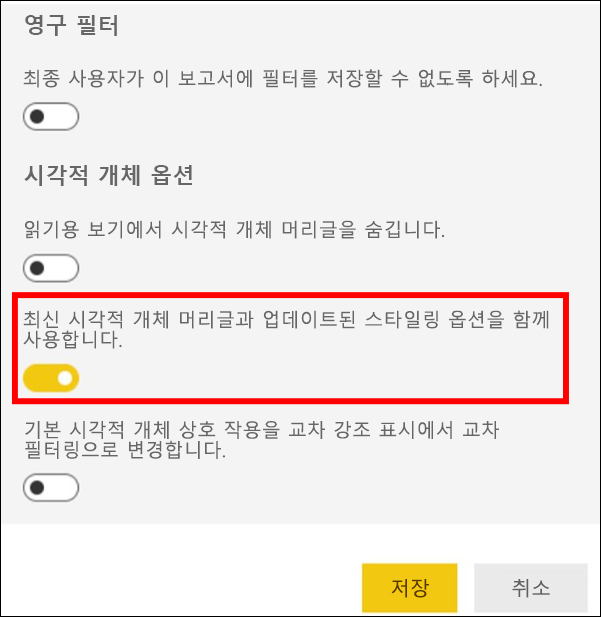 영구 필터
최종 사용자가 이 보고서에 필터를 저장할 수 없도록 하세요.
시각적 개체 옵션
읽기용 보기에서 시각적 개체 머리글을 숨깁니다.
최신 시각적 개체 머리글과 업데이트된 스타일링 옵션을 함께
사용합니다.
기본 시각적 개체 상호 작용을 교차 강조 표시에서 교차
필터링으로 변경합니다.
저장
취소